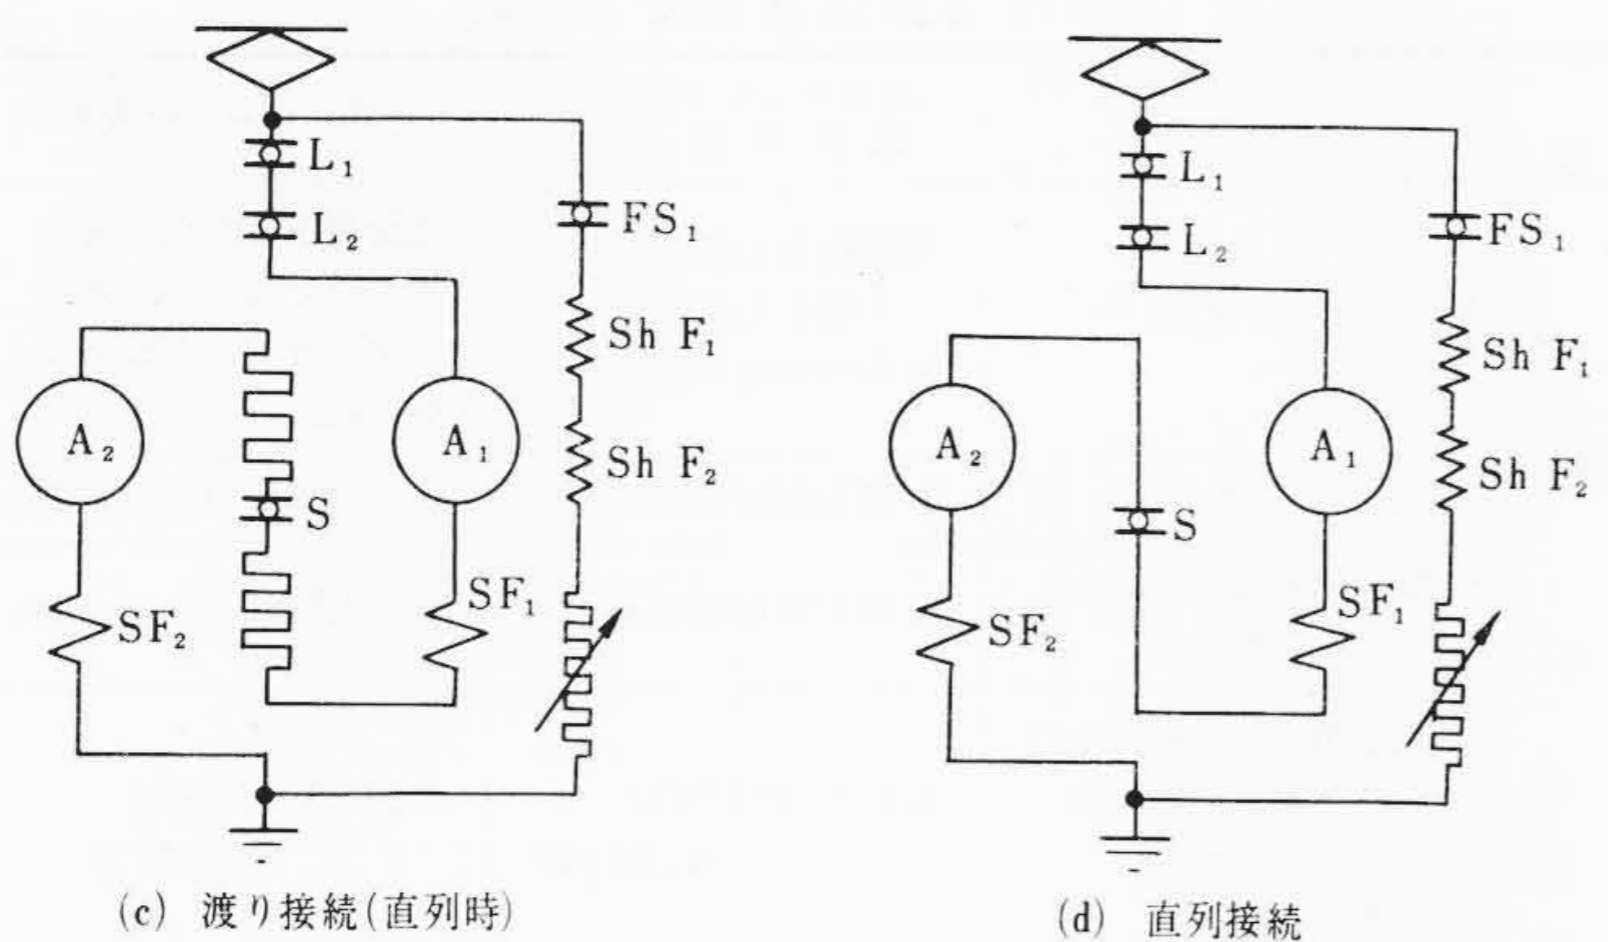 L₁
L₂
FS₁
Sh F₁
Sh F₂
A₂
A₁
S
SF₁
SF₂
(c) 渡り接続(直列時)
L₁
L₂
FS₁
Sh F₁
Sh F₂
A₂
A₁
S
SF₁
SF₂
(d) 直列接続